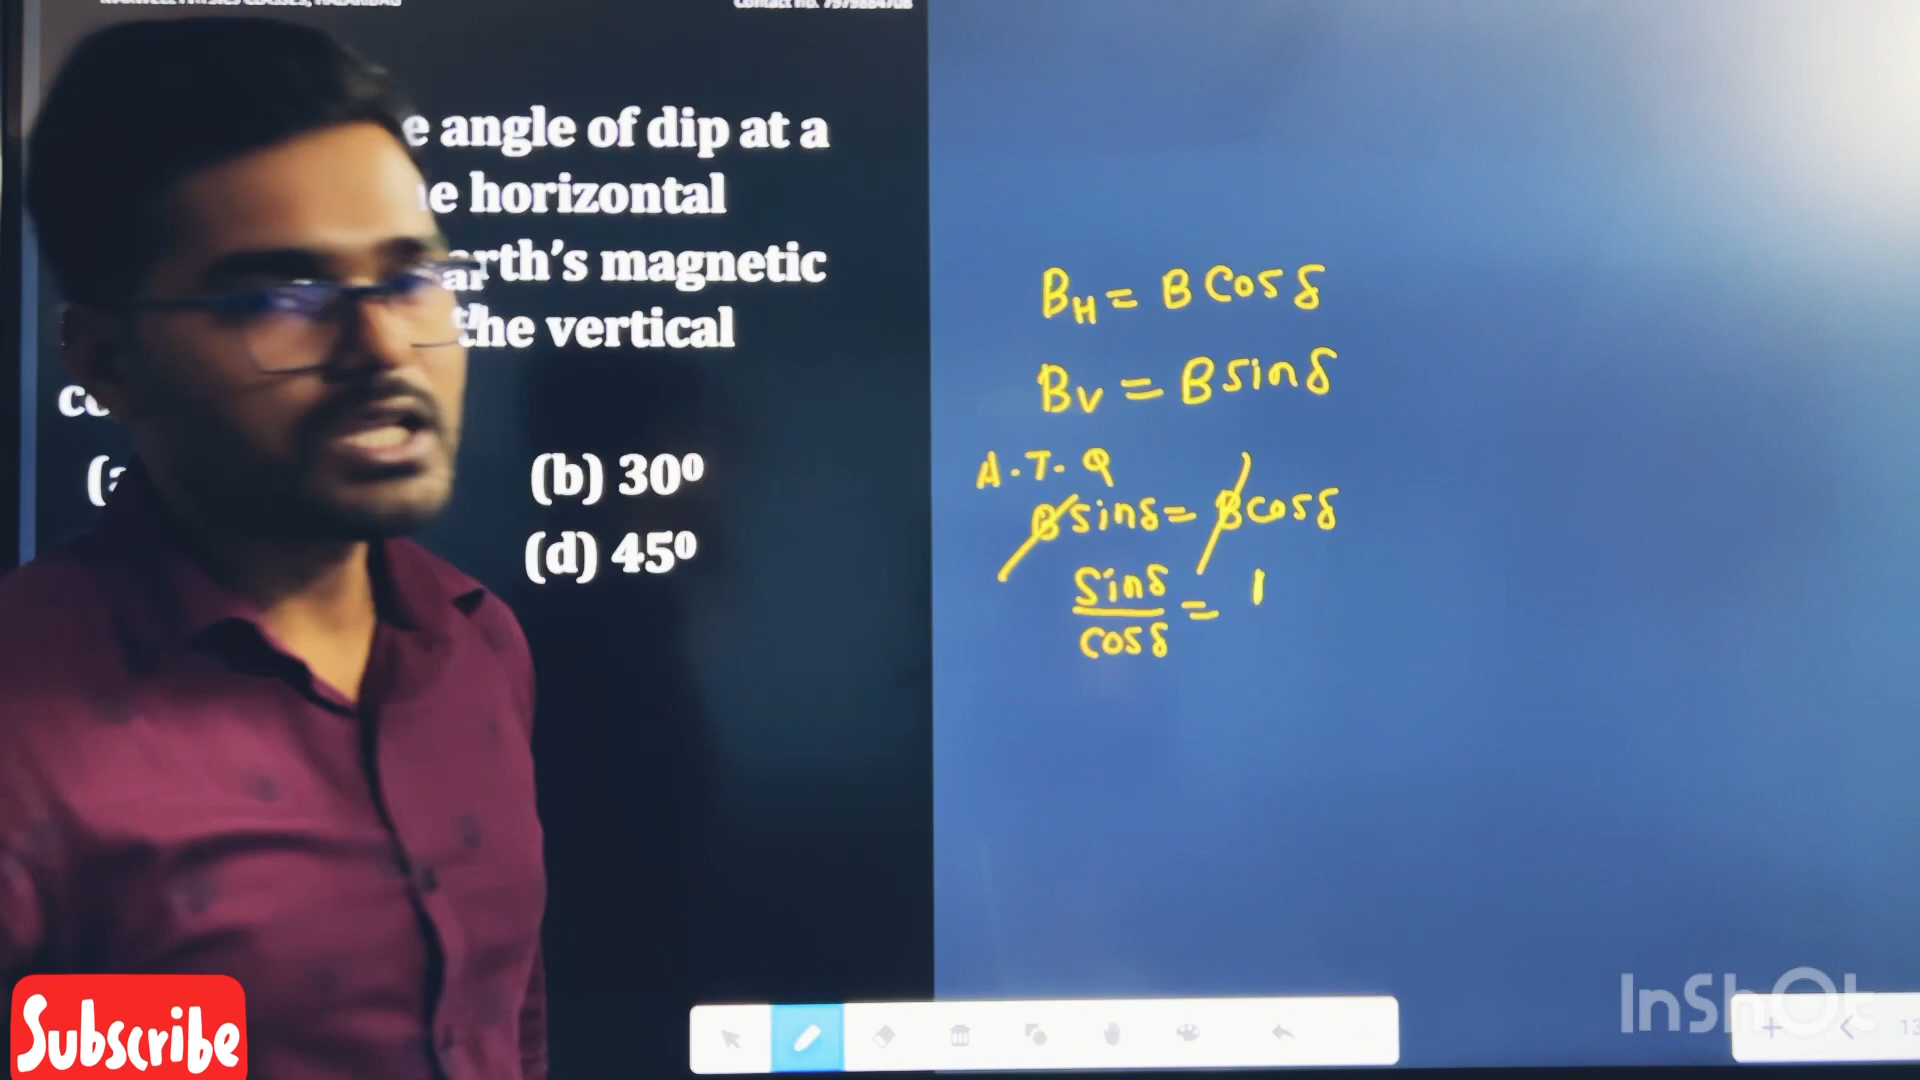 angle of dip at a
horizontal
magnetic
the vertical
(b) 30⁰
(d) 45⁰
B_H = B Cos δ
B_V = B sin δ
A.T.Q
B sin δ = B cos δ
sin δ / cos δ = 1
Subscribe
InShOt